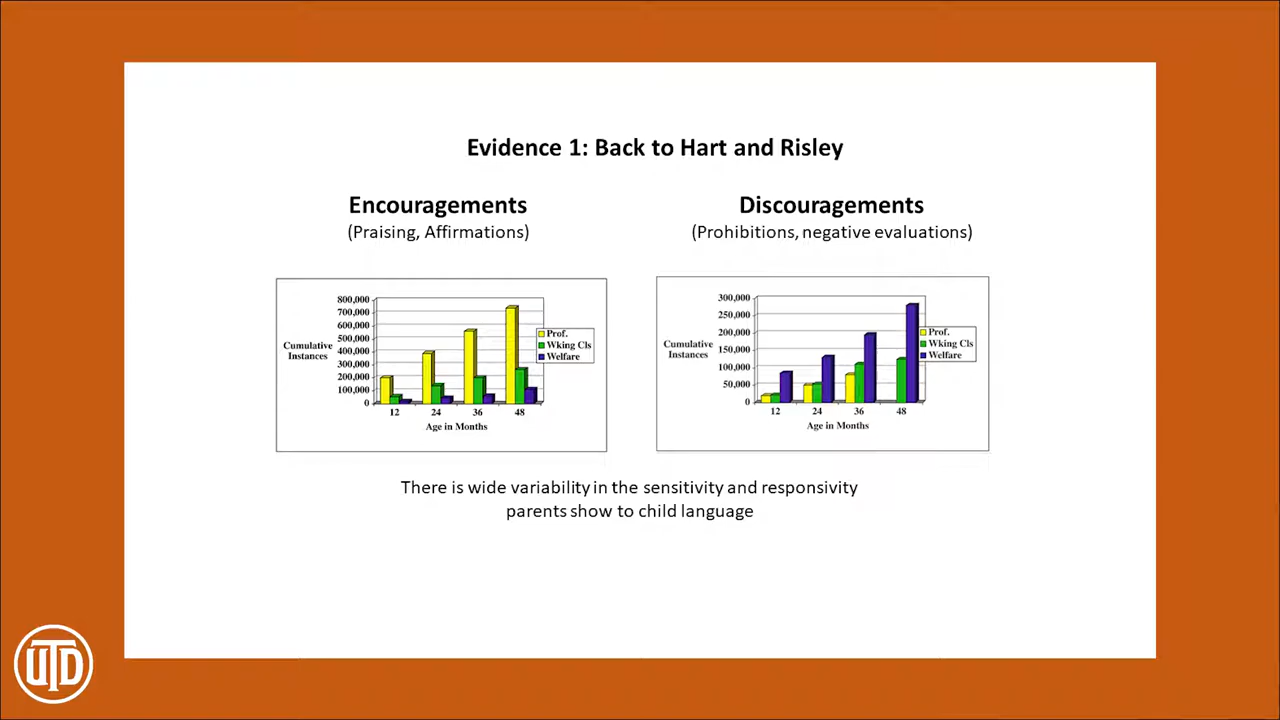 Evidence 1: Back to Hart and Risley
Encouragements
(Praising, Affirmations)
800,000
700,000
600,000
500,000
400,000
300,000
200,000
100,000
0
Cumulative
Instances
12 24 36 48
Age in Months
Prof.
Wking Cls
Welfare
Discouragements
(Prohibitions, negative evaluations)
300,000
250,000
200,000
150,000
100,000
50,000
0
Cumulative
Instances
12 24 36 48
Age in Months
Prof.
Wking Cls
Welfare
There is wide variability in the sensitivity and responsivity
parents show to child language
UTD